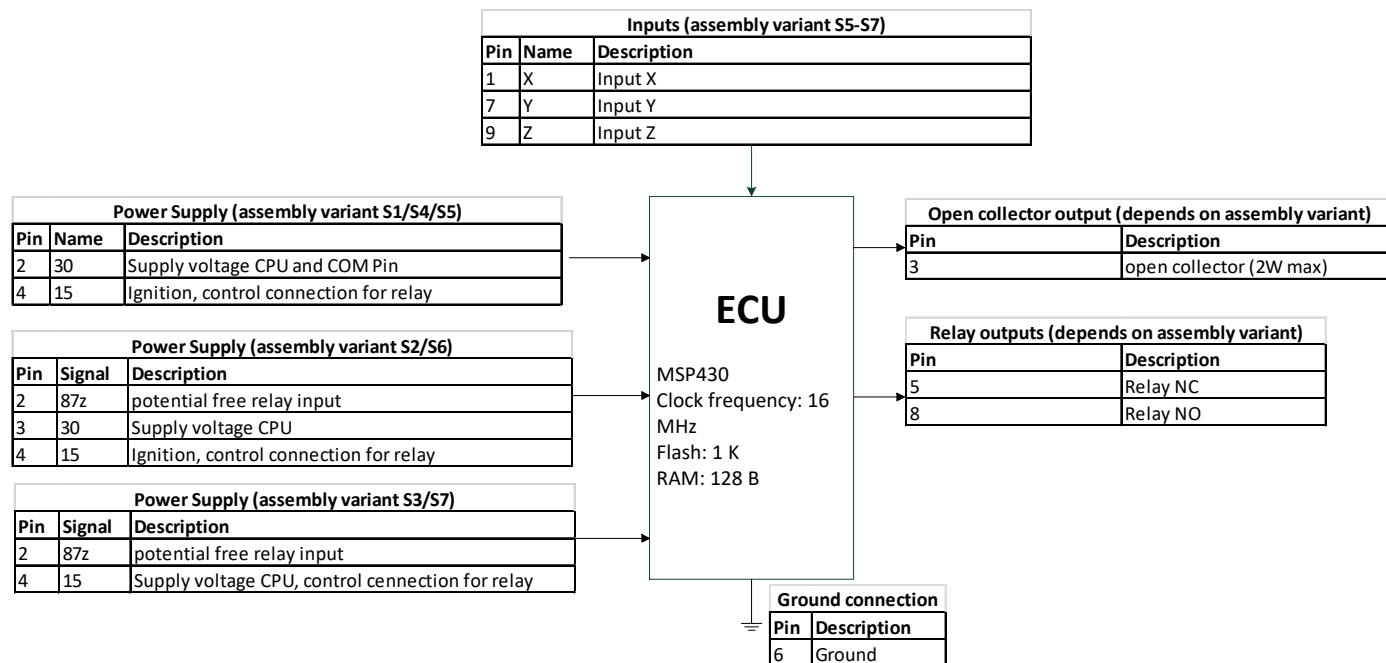 Inputs (assembly variant S5-S7)
Pin Name Description
1 X Input X
7 Y Input Y
9 Z Input Z
Power Supply (assembly variant S1/S4/S5)
Pin Name Description
2 30 Supply voltage CPU and COM Pin
4 15 Ignition, control connection for relay
Power Supply (assembly variant S2/S6)
Pin Signal Description
2 87z potential free relay input
3 30 Supply voltage CPU
4 15 Ignition, control connection for relay
Power Supply (assembly variant S3/S7)
Pin Signal Description
2 87z potential free relay input
4 15 Supply voltage CPU, control cennection for relay
ECU
MSP430
Clock frequency: 16
MHz
Flash: 1 K
RAM: 128 B
Open collector output (depends on assembly variant)
Pin Description
3 open collector (2W max)
Relay outputs (depends on assembly variant)
Pin Description
5 Relay NC
8 Relay NO
Ground connection
Pin Description
6 Ground